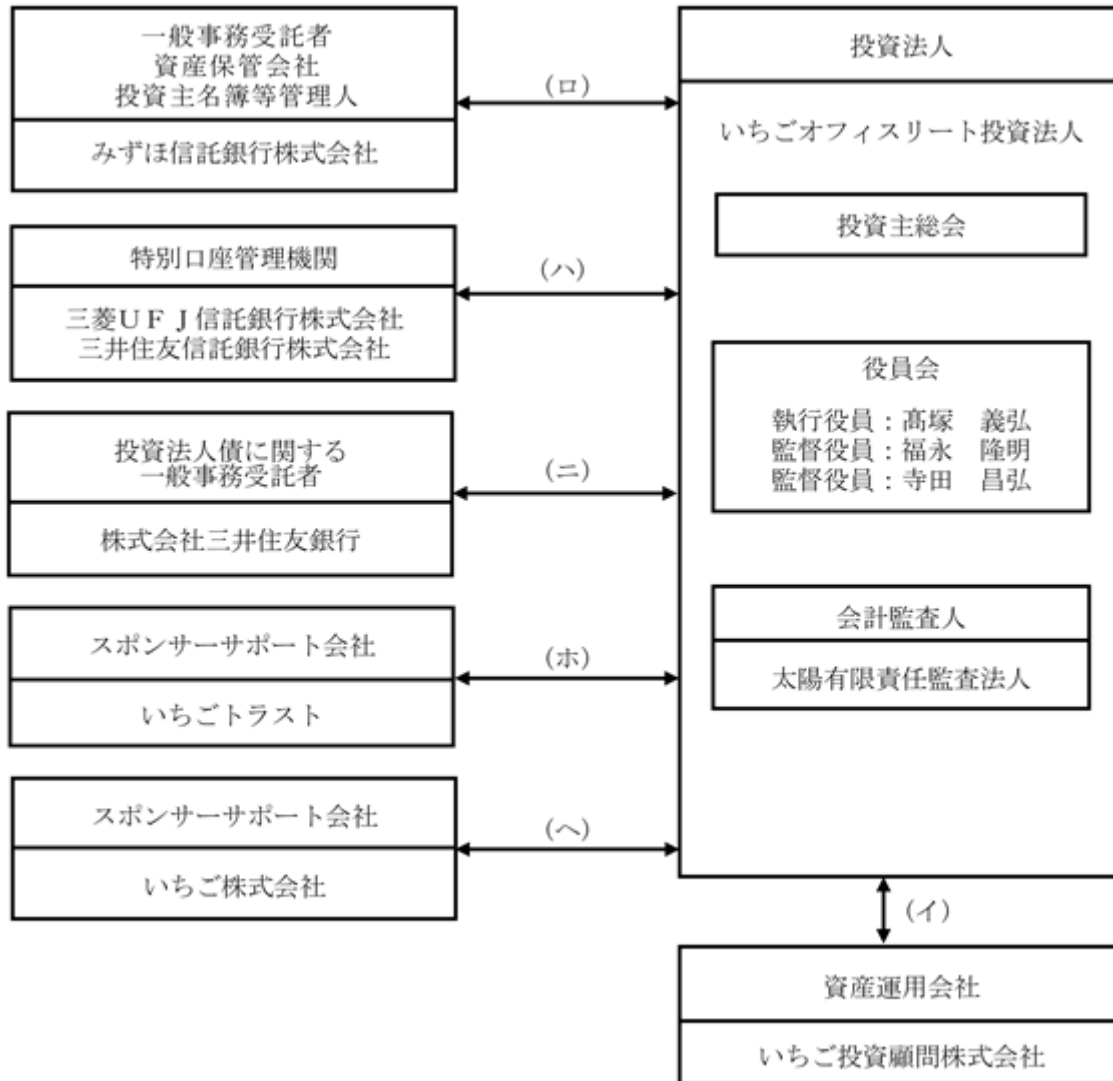 一般事務受託者
資産保管会社
投資主名簿等管理人
みずほ信託銀行株式会社
(ロ)
特別口座管理機関
三菱ＵＦＪ信託銀行株式会社
三井住友信託銀行株式会社
(ハ)
投資法人債に関する
一般事務受託者
株式会社三井住友銀行
(ニ)
スポンサーサポート会社
いちごトラスト
(ホ)
スポンサーサポート会社
いちご株式会社
(ヘ)
投資法人
いちごオフィスリート投資法人
投資主総会
役員会
執行役員：髙塚　義弘
監督役員：福永　隆明
監督役員：寺田　昌弘
会計監査人
太陽有限責任監査法人
(イ)
資産運用会社
いちご投資顧問株式会社